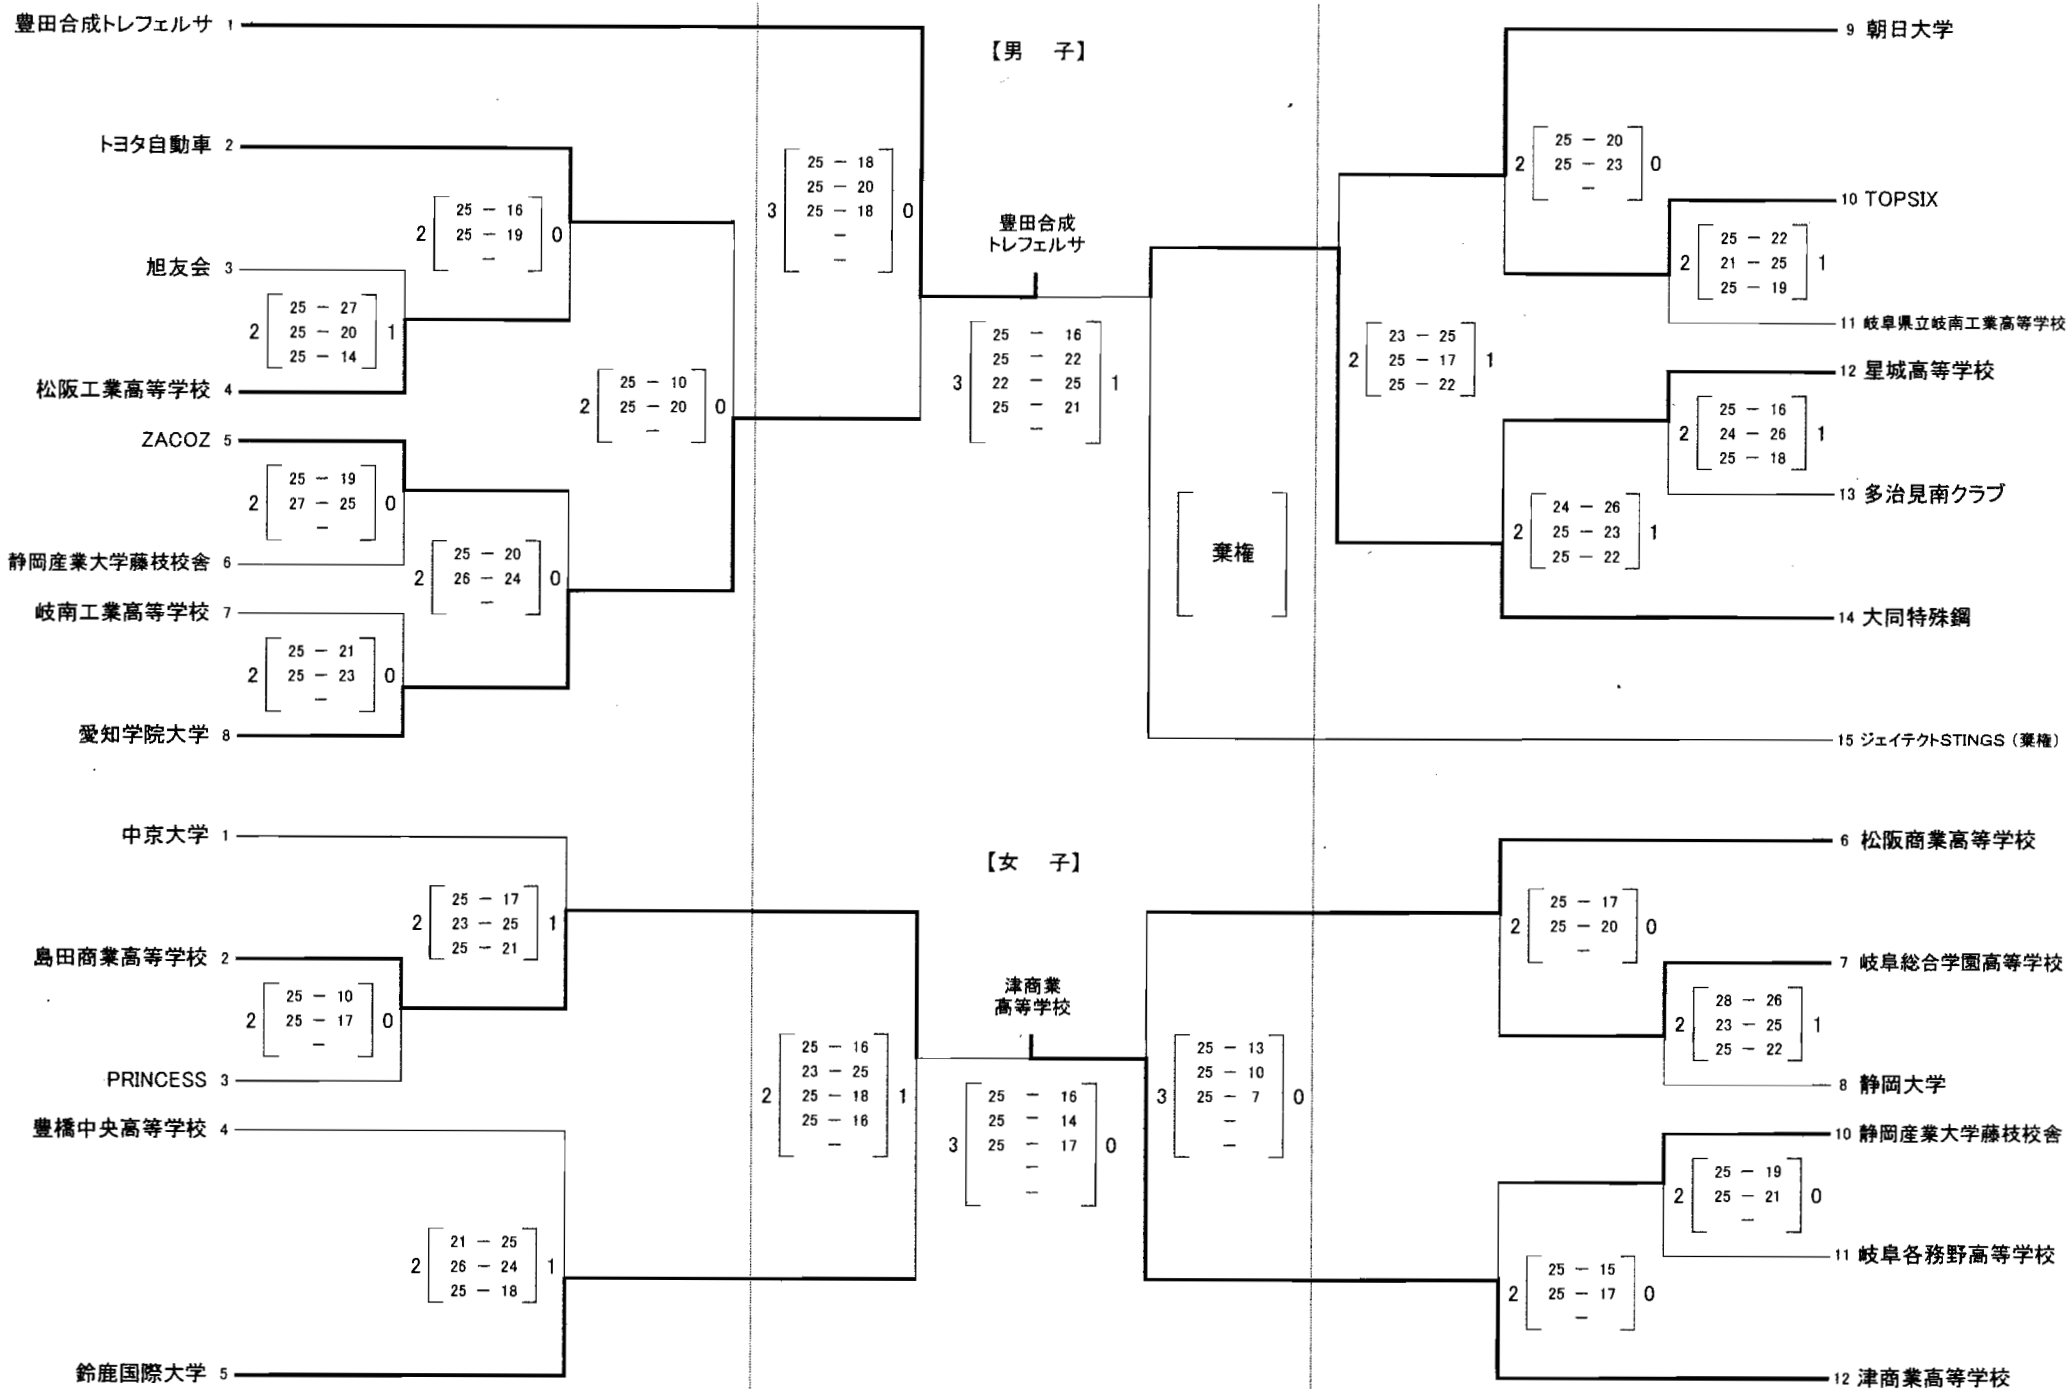 【男 子】
豊田合成トレフェルサ 1
トヨタ自動車 2
2 25 － 16 0
25 － 19
－
旭友会 3
2 25 － 27 1
25 － 20
25 － 14
松阪工業高等学校 4
2 25 － 10 0
25 － 20
－
ZACOZ 5
2 25 － 19 0
27 － 25
－
静岡産業大学藤枝校舎 6
2 25 － 20 0
26 － 24
－
岐南工業高等学校 7
2 25 － 21 0
25 － 23
－
愛知学院大学 8
3 25 － 18 0
25 － 20
25 － 18
－
－
豊田合成
トレフェルサ
3 25 － 16 1
25 － 22
22 － 25
25 － 21
－
棄権
9 朝日大学
2 25 － 20 0
25 － 23
－
10 TOPSIX
2 25 － 22 1
21 － 25
25 － 19
11 岐阜県立岐南工業高等学校
2 23 － 25 1
25 － 17
25 － 22
12 星城高等学校
2 25 － 16 1
24 － 26
25 － 18
13 多治見南クラブ
2 24 － 26 1
25 － 23
25 － 22
14 大同特殊鋼
15 ジェイテクトSTINGS（棄権）
【女 子】
中京大学 1
2 25 － 17 1
23 － 25
25 － 21
島田商業高等学校 2
2 25 － 10 0
25 － 17
－
PRINCESS 3
豊橋中央高等学校 4
2 21 － 25 1
26 － 24
25 － 18
鈴鹿国際大学 5
2 25 － 16 1
23 － 25
25 － 18
25 － 16
－
津商業
高等学校
3 25 － 16 0
25 － 14
25 － 17
－
－
3 25 － 13 0
25 － 10
25 － 7
－
－
6 松阪商業高等学校
2 25 － 17 0
25 － 20
－
7 岐阜総合学園高等学校
2 28 － 26 1
23 － 25
25 － 22
8 静岡大学
10 静岡産業大学藤枝校舎
2 25 － 19 0
25 － 21
－
11 岐阜各務野高等学校
2 25 － 15 0
25 － 17
－
12 津商業高等学校